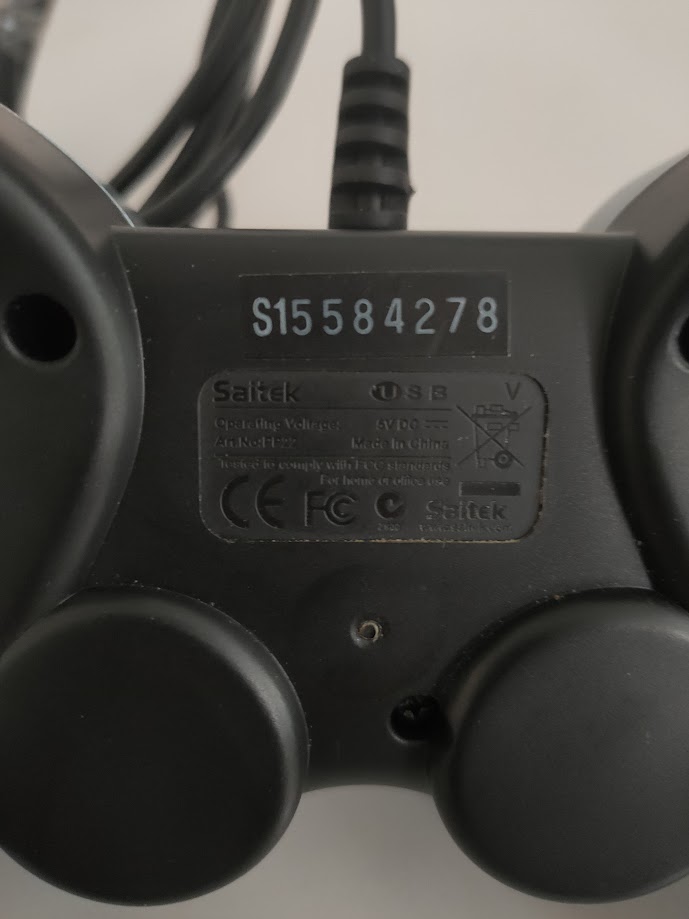 S15584278
Saitek USB V
Operating Voltage: 5V DC
Art.No: PP22 Made in China
Tested to comply with FCC standards
For home or office use
CE FC Saitek